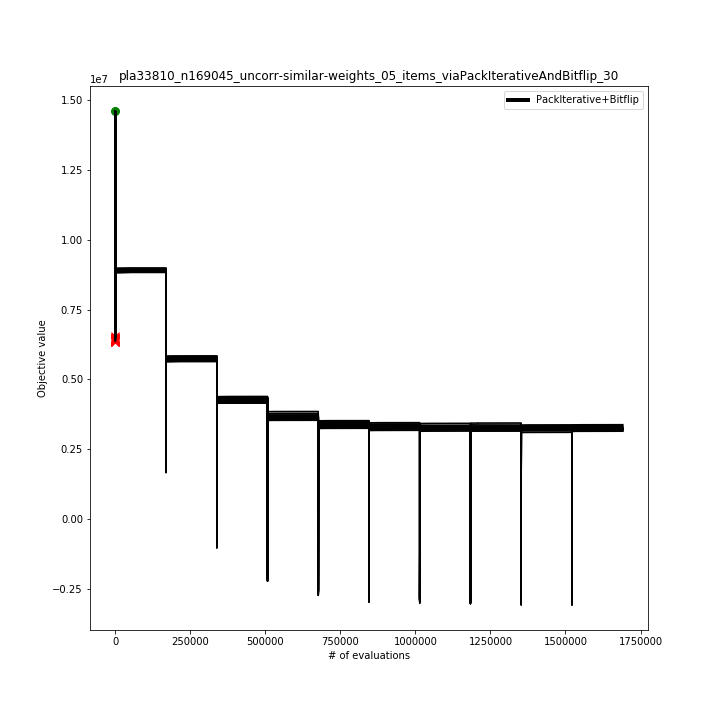 pla33810_n169045_uncorr-similar-weights_05_items_viaPackIterativeAndBitflip_30
1e7
PackIterative+Bitflip
1.50
1.25
1.00
0.75
0.50
0.25
0.00
−0.25
Objective value
0 250000 500000 750000 1000000 1250000 1500000 1750000
# of evaluations